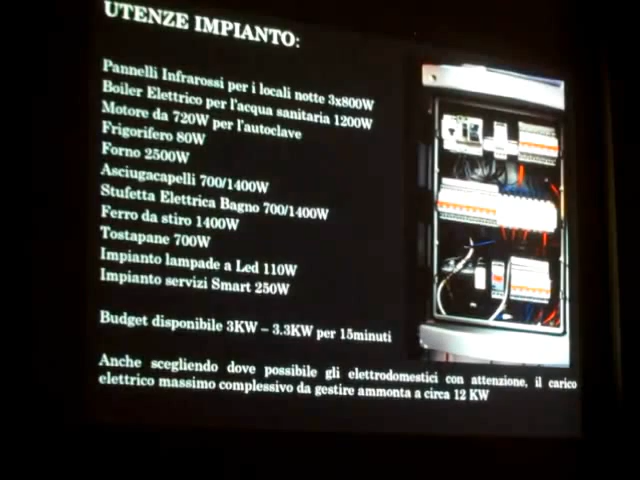 UTENZE IMPIANTO:
Pannelli Infrarossi per i locali notte 3x800W
Boiler Elettrico per l'acqua sanitaria 1200W
Motore da 720W per l'autoclave
Frigorifero 80W
Forno 2500W
Asciugacapelli 700/1400W
Stufetta Elettrica Bagno 700/1400W
Ferro da stiro 1400W
Tostapane 700W
Impianto lampade a Led 110W
Impianto servizi Smart 250W
Budget disponibile 3KW – 3.3KW per 15minuti
Anche scegliendo dove possibile gli elettrodomestici con attenzione, il carico
elettrico massimo complessivo da gestire ammonta a circa 12 KW